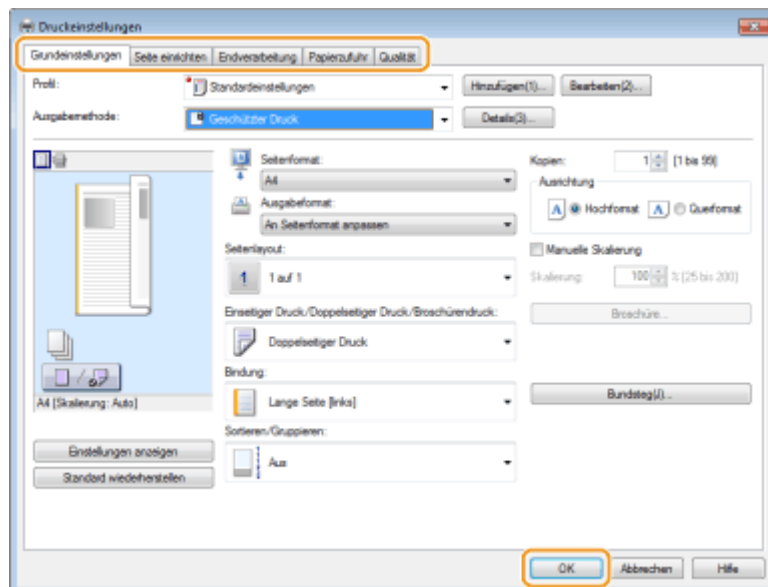 Druckeinstellungen
Grundeinstellungen Seite einrichten Endverarbeitung Papierzufuhr Qualität
Profil: Standardeinstellungen Hinzufügen(1)... Bearbeiten(2)...
Ausgabemethode: Geschützter Druck Details(3)...
Seitenformat: Kopien: 1 [1 bis 99]
A4 Ausrichtung
Ausgabeformat: A Hochformat A Querformat
An Seitenformat anpassen
Seitenlayout: Manuelle Skalierung
1 1 auf 1 Skalierung: 100 % [25 bis 200]
Einseitiger Druck/Doppelseitiger Druck/Broschürendruck: Broschüre...
Doppelseitiger Druck
Bindung:
A4 [Skalierung: Auto] Lange Seite [links] Bundsteg(J)...
Sortieren/Gruppieren:
Einstellungen anzeigen Aus
Standard wiederherstellen
OK Abbrechen Hilfe